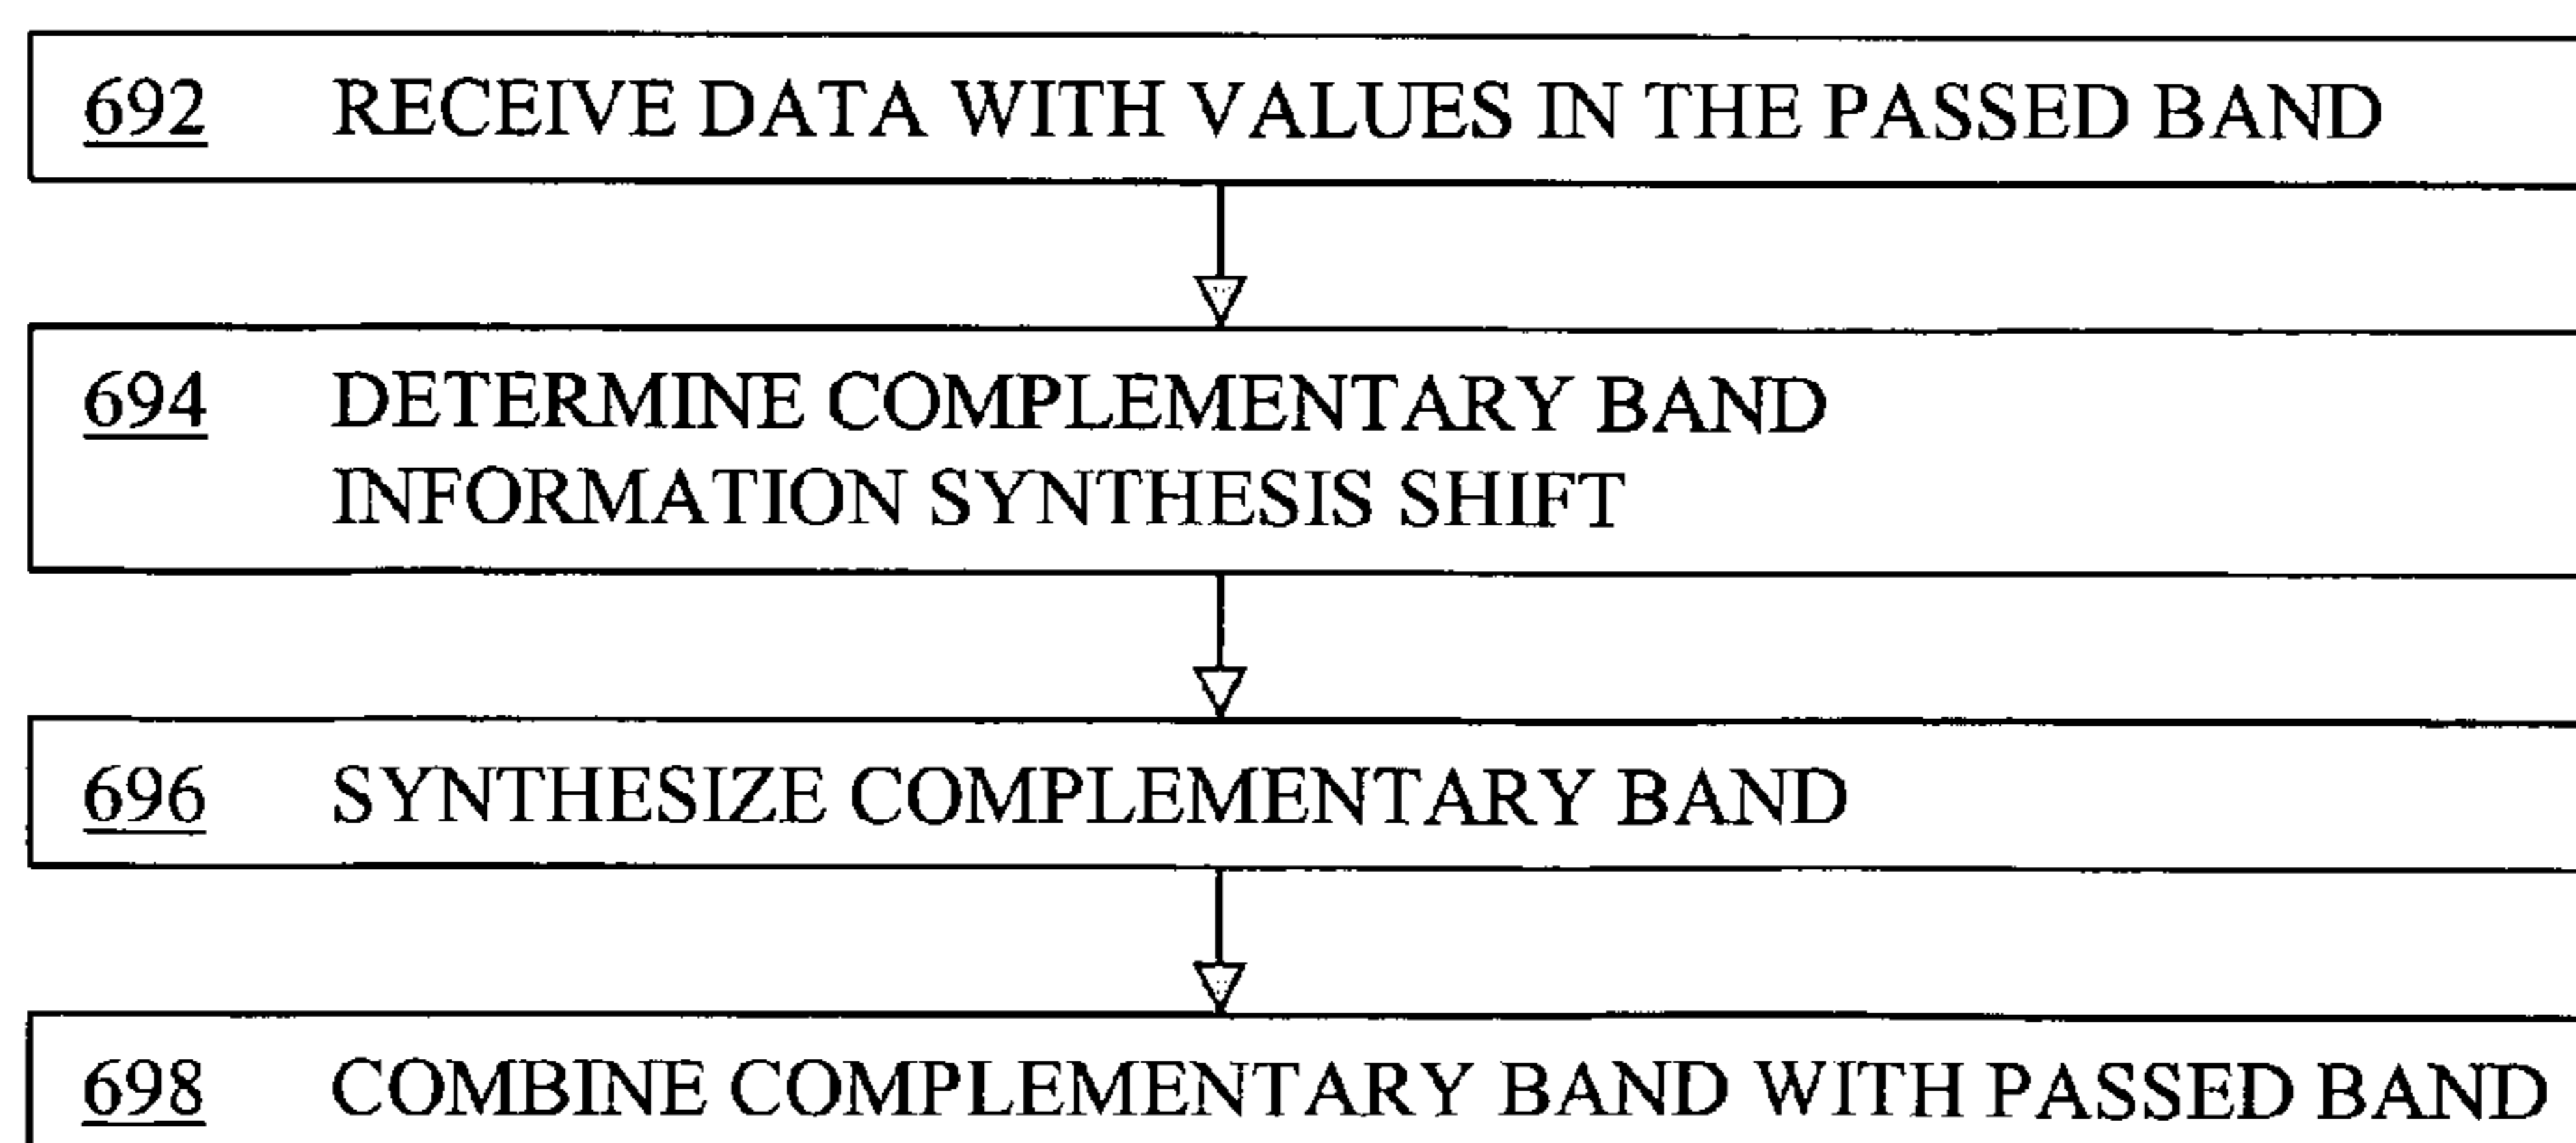 692 RECEIVE DATA WITH VALUES IN THE PASSED BAND
694 DETERMINE COMPLEMENTARY BAND
INFORMATION SYNTHESIS SHIFT
696 SYNTHESIZE COMPLEMENTARY BAND
698 COMBINE COMPLEMENTARY BAND WITH PASSED BAND